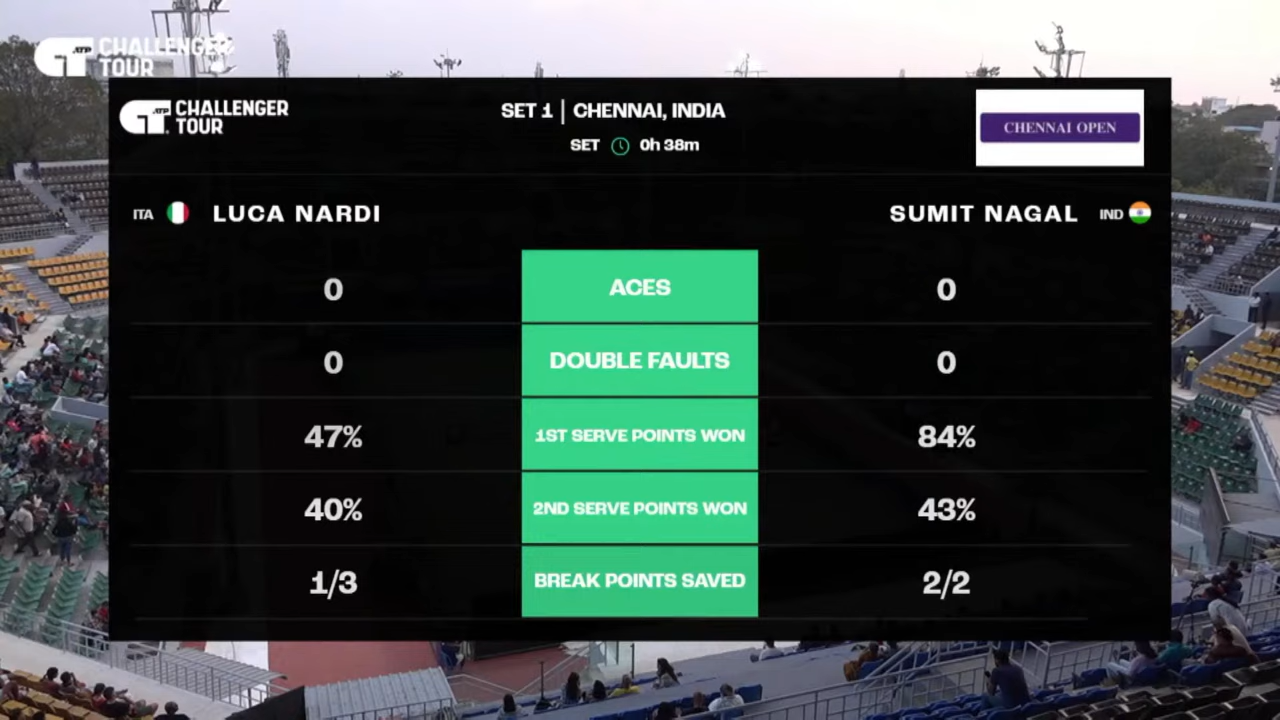 ATP CHALLENGER
TOUR
ATP CHALLENGER
TOUR
SET 1 | CHENNAI, INDIA
SET 0h 38m
CHENNAI OPEN
ITA LUCA NARDI
SUMIT NAGAL IND
0 ACES 0
0 DOUBLE FAULTS 0
47% 1ST SERVE POINTS WON 84%
40% 2ND SERVE POINTS WON 43%
1/3 BREAK POINTS SAVED 2/2